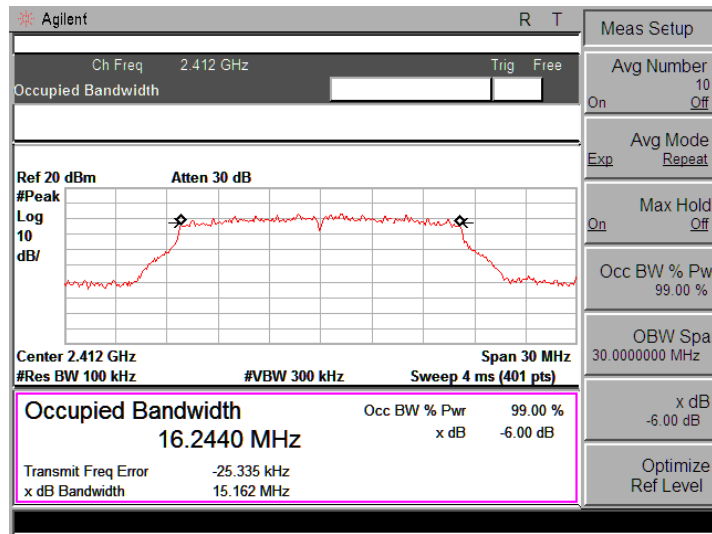 Agilent R T
Ch Freq 2.412 GHz Trig Free
Occupied Bandwidth
Ref 20 dBm Atten 30 dB
#Peak
Log
10
dB/
Center 2.412 GHz Span 30 MHz
#Res BW 100 kHz #VBW 300 kHz Sweep 4 ms (401 pts)
Occupied Bandwidth Occ BW % Pwr 99.00 %
16.2440 MHz x dB -6.00 dB
Transmit Freq Error -25.335 kHz
x dB Bandwidth 15.162 MHz
Meas Setup
Avg Number
10
On Off
Avg Mode
Exp Repeat
Max Hold
On Off
Occ BW % Pw
99.00 %
OBW Spa
30.0000000 MHz
x dB
-6.00 dB
Optimize
Ref Level